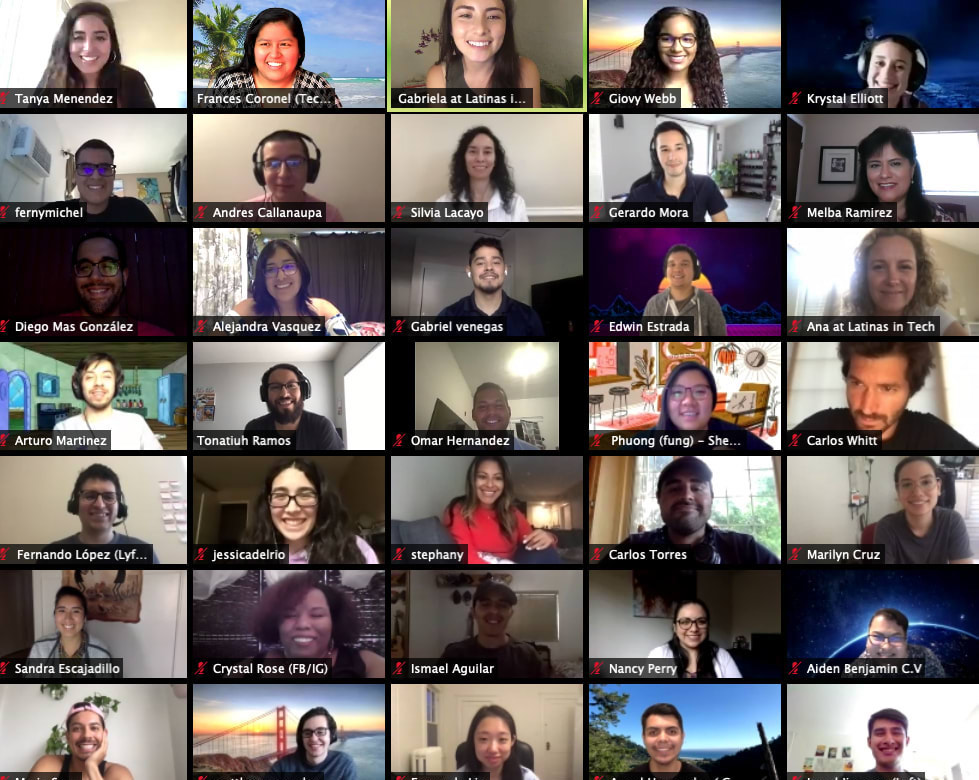 Tanya Menendez
Frances Coronel (Tec...
Gabriela at Latinas i...
Giovy Webb
Krystal Elliott
fernymichel
Andres Callanaupa
Silvia Lacayo
Gerardo Mora
Melba Ramirez
Diego Mas González
Alejandra Vasquez
Gabriel venegas
Edwin Estrada
Ana at Latinas in Tech
Arturo Martinez
Tonatiuh Ramos
Omar Hernandez
Phuong (fung) – She...
Carlos Whitt
Fernando López (Lyf...
jessicadelrio
stephany
Carlos Torres
Marilyn Cruz
Sandra Escajadillo
Crystal Rose (FB/IG)
Ismael Aguilar
Nancy Perry
Aiden Benjamin C.V